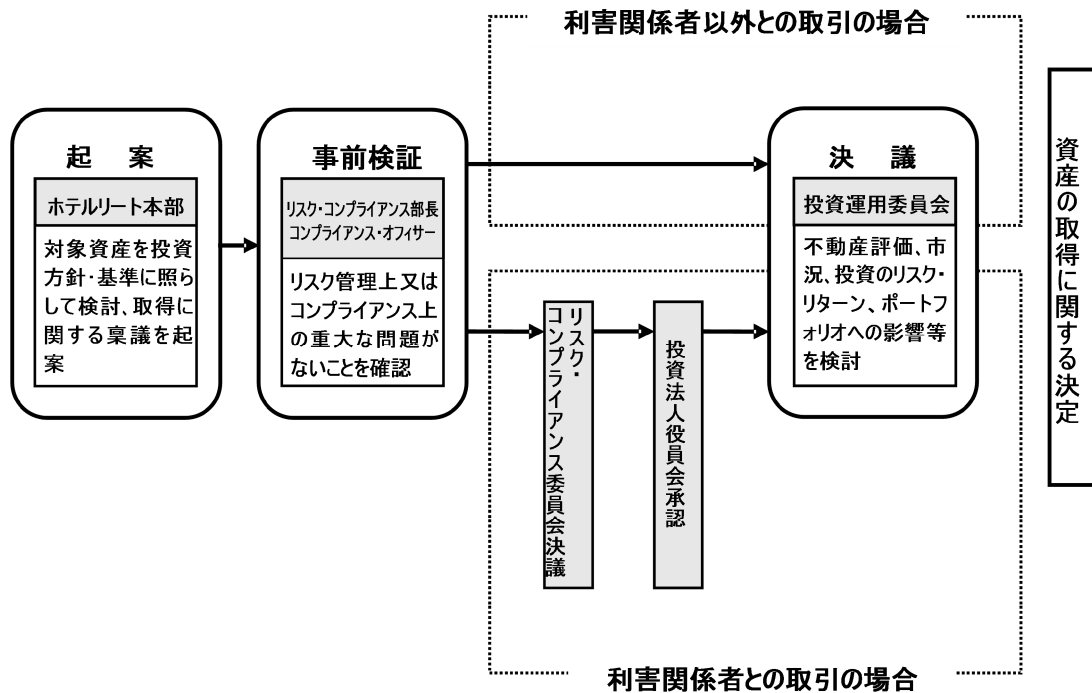 利害関係者以外との取引の場合
起　案
ホテルリート本部
対象資産を投資
方針・基準に照ら
して検討、取得に
関する稟議を起
案
事前検証
リスク・コンプライアンス部長
コンプライアンス・オフィサー
リスク管理上又は
コンプライアンス上
の重大な問題が
ないことを確認
リスク・
コンプライアンス委員会決議
投資法人役員会承認
決　議
投資運用委員会
不動産評価、市
況、投資のリスク・
リターン、ポートフ
ォリオへの影響等
を検討
資産の取得に関する決定
利害関係者との取引の場合